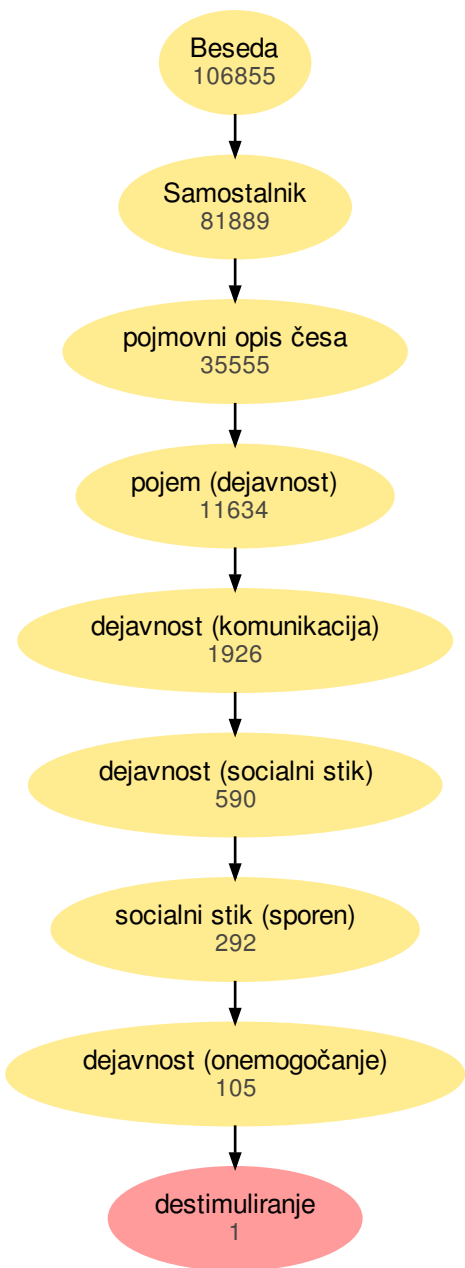 Beseda
106855
Samostalnik
81889
pojmovni opis česa
35555
pojem (dejavnost)
11634
dejavnost (komunikacija)
1926
dejavnost (socialni stik)
590
socialni stik (sporen)
292
dejavnost (onemogočanje)
105
destimuliranje
1